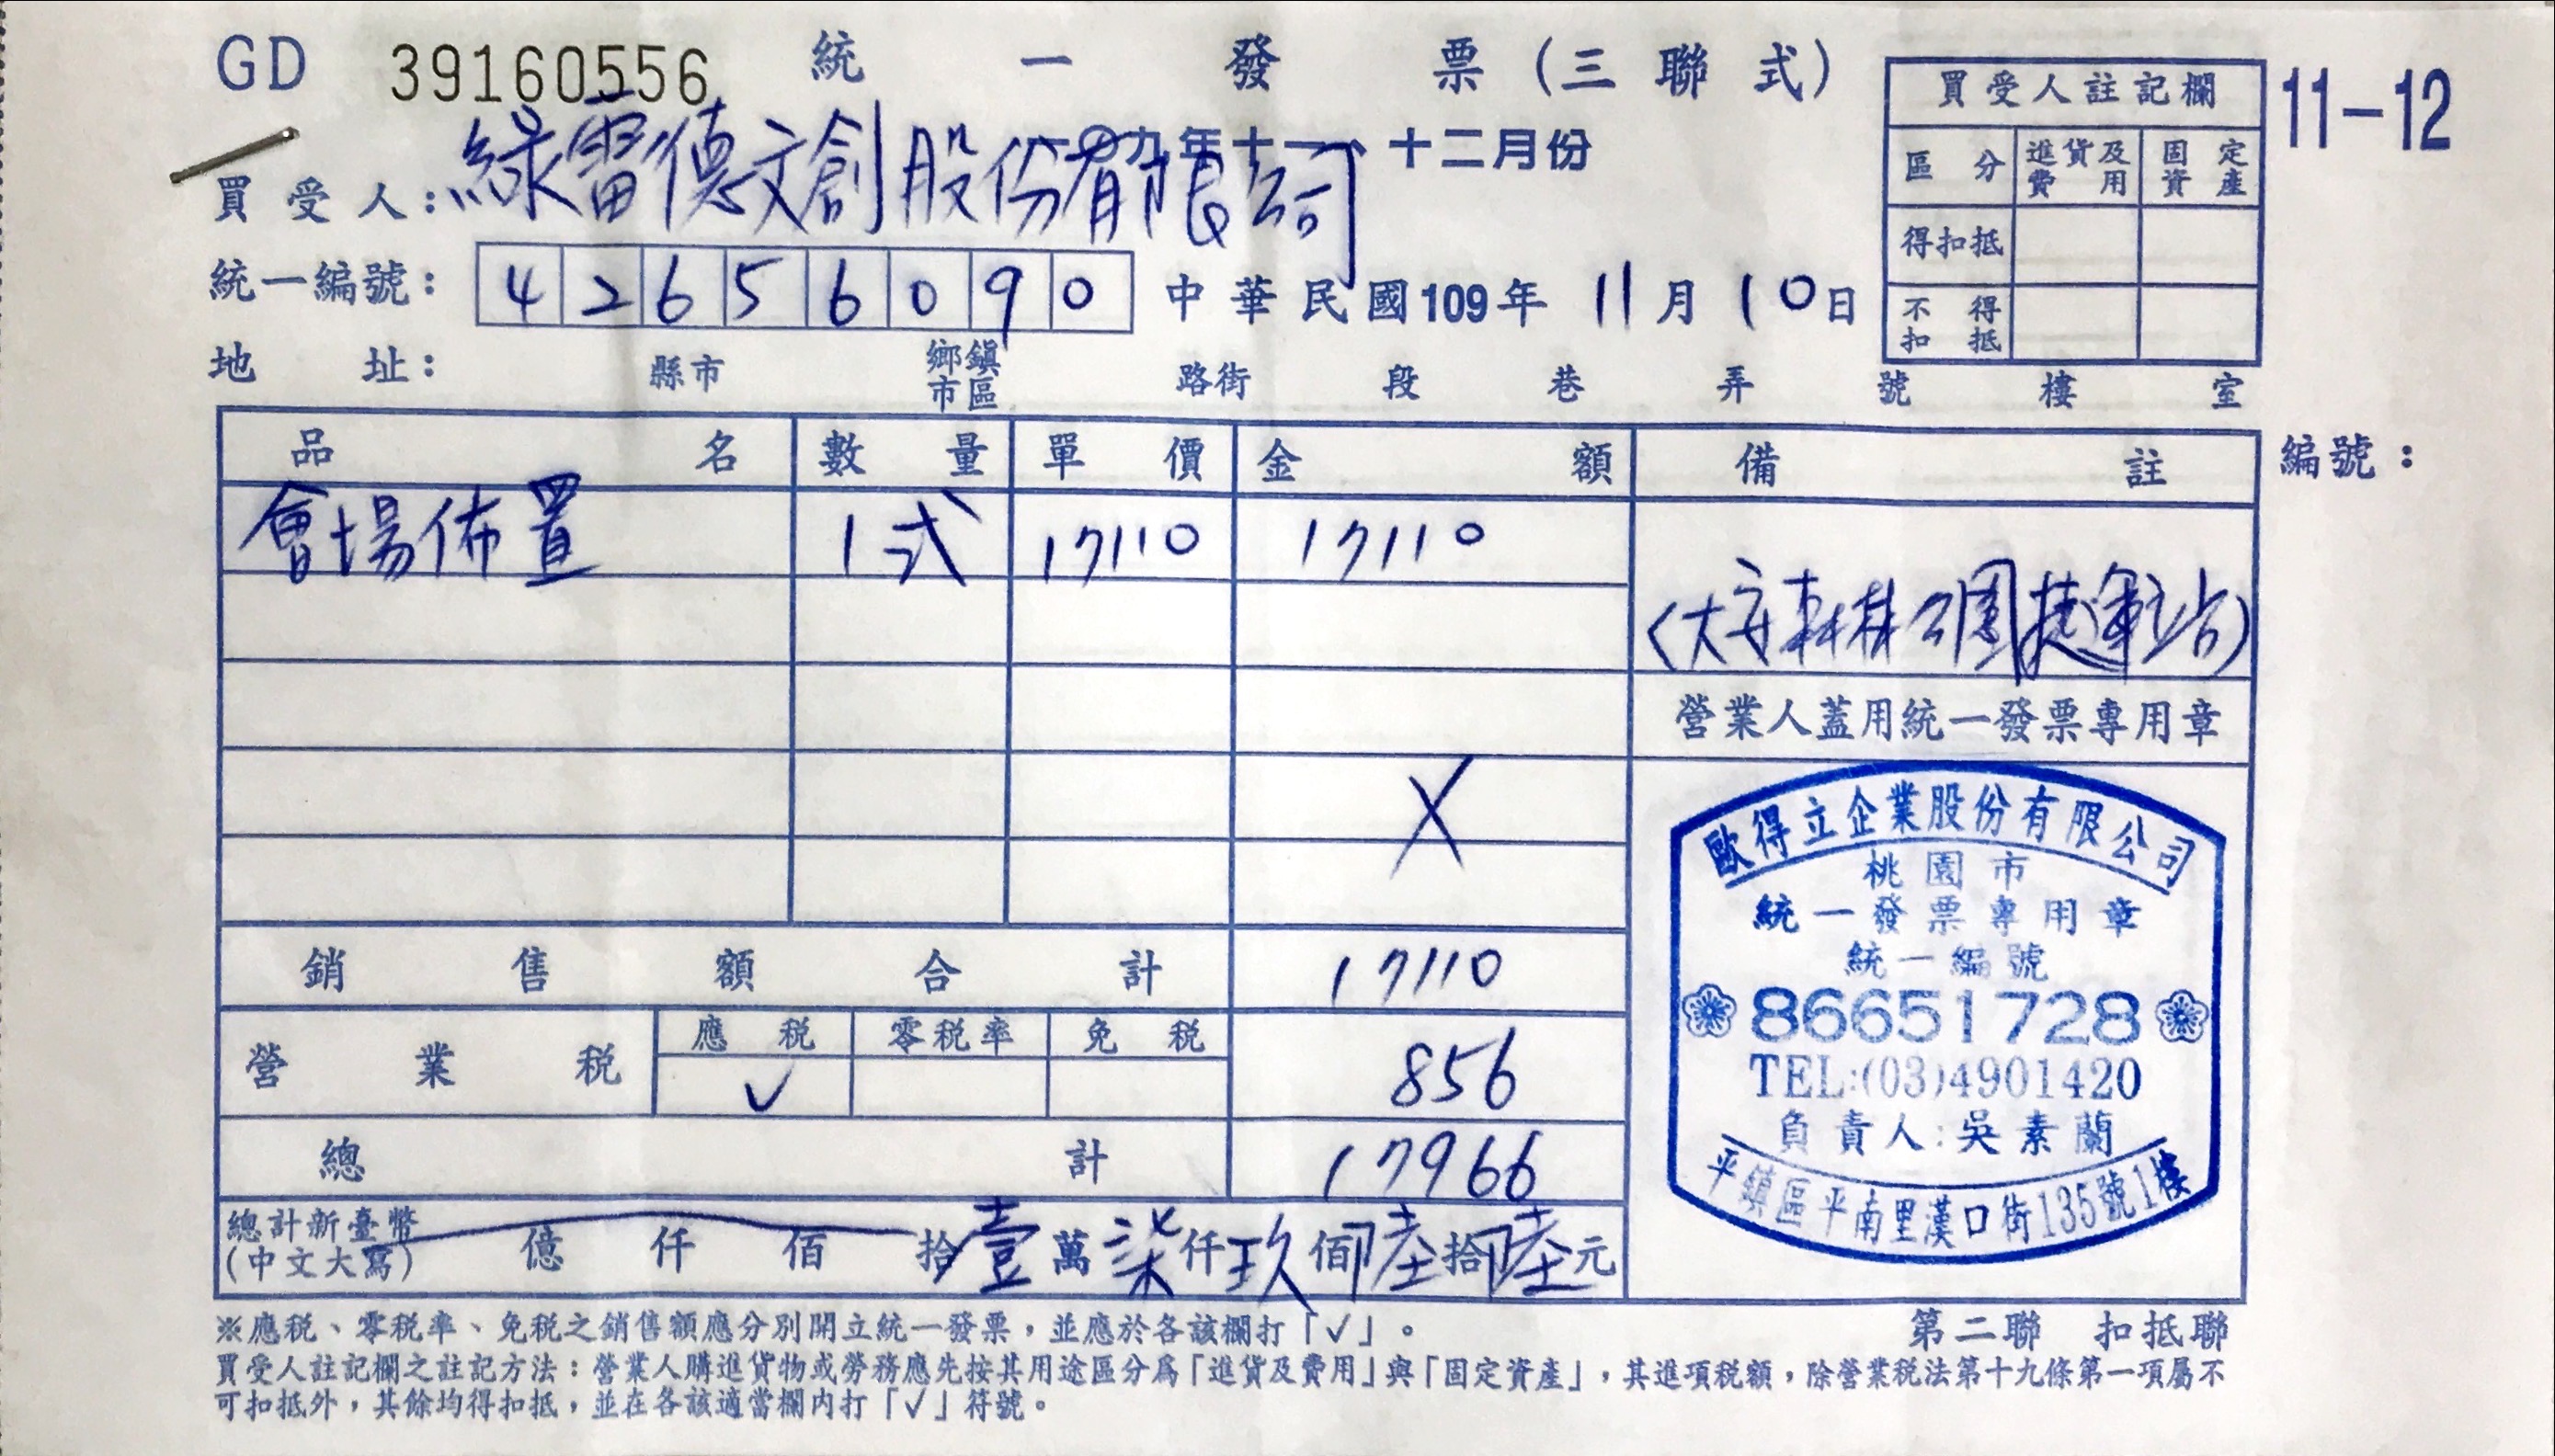 GD 39160556 統一發票(三聯式)
一〇九年十一、十二月份
11-12
買受人註記欄
區分 進貨及費用 固定資產
得扣抵
不得扣抵
買受人：綠雷德文創股份有限公司
統一編號：42656090 中華民國109年11月10日
地址： 縣市 鄉鎮市區 路街 段 巷 弄 號 樓 室
品名 數量 單價 金額 備註 編號：
會場佈置 1式 17110 17110
(大安森林公園捷運站)
營業人蓋用統一發票專用章
X
歐得立企業股份有限公司
桃園市
統一發票專用章
統一編號
86651728
TEL:(03)4901420
負責人:吳素蘭
平鎮區平南里漢口街135號1樓
銷售額合計 17110
營業稅 應稅 零稅率 免稅
✓ 856
總計 17966
總計新臺幣
(中文大寫) 億 仟 佰 拾壹萬柒仟玖佰陸拾陸元
※應稅、零稅率、免稅之銷售額應分別開立統一發票，並應於各該欄打「✓」。
第二聯 扣抵聯
買受人註記欄之註記方法：營業人購進貨物或勞務應先按其用途區分為「進貨及費用」與「固定資產」，其進項稅額，除營業稅法第十九條第一項屬不
可扣抵外，其餘均得扣抵，並在各該適當欄內打「✓」符號。